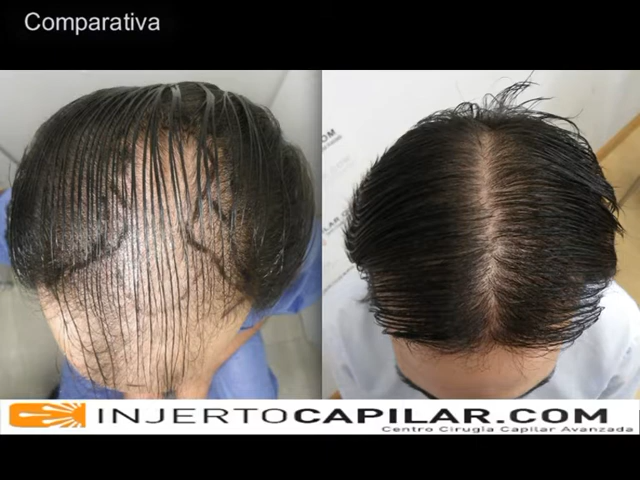 Comparativa
INJERTOCAPILAR.COM
Centro Cirugía Capilar Avanzada